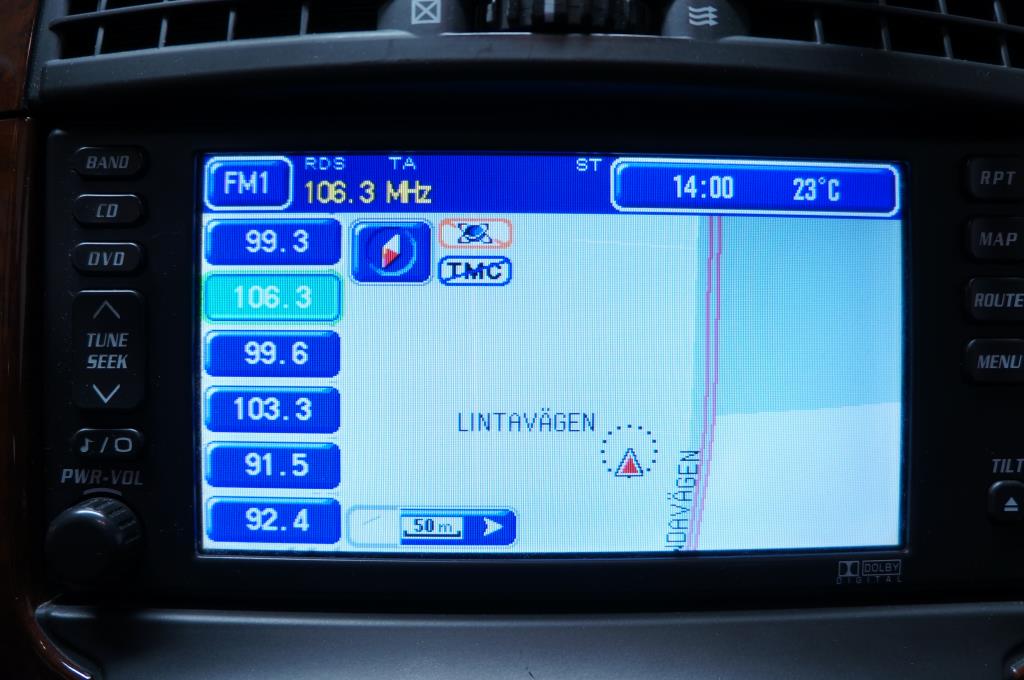 BAND
CD
DVD
TUNE
SEEK
PWR-VOL
FM1
RDS TA ST
106.3 MHz
14:00 23°C
99.3
106.3
99.6
103.3
91.5
92.4
TMC
LINTAVÄGEN
NDAVÄGEN
50m
RPT
MAP
ROUTE
MENU
TILT
DOLBY
DIGITAL